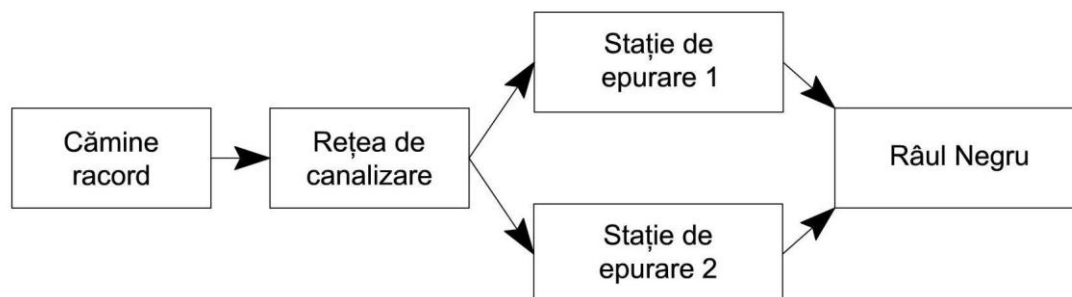 Cămine
racord
Rețea de
canalizare
Stație de
epurare 1
Stație de
epurare 2
Râul Negru